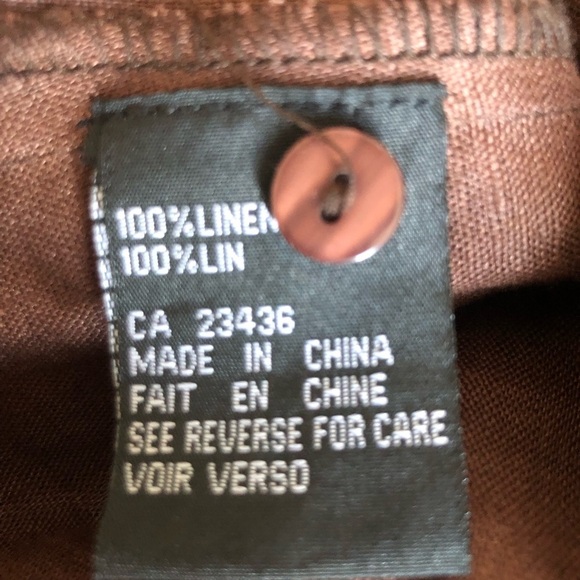 100%LINEN
100%LIN
CA 23436
MADE IN CHINA
FAIT EN CHINE
SEE REVERSE FOR CARE
VOIR VERSO